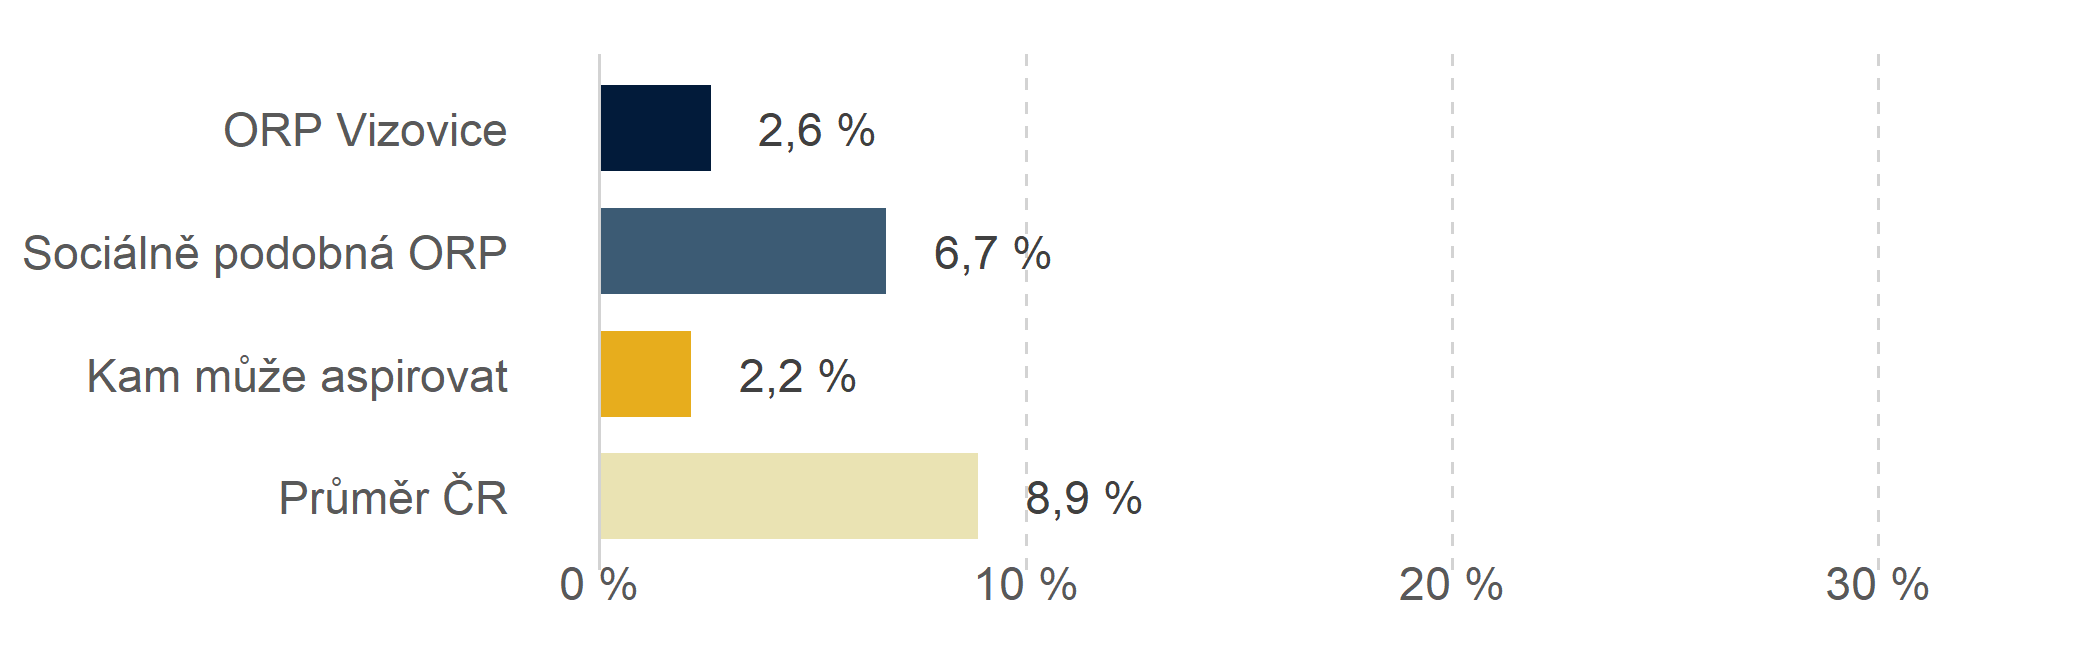 ORP Vizovice 2,6 %
Sociálně podobná ORP 6,7 %
Kam může aspirovat 2,2 %
Průměr ČR 8,9 %
0 % 10 % 20 % 30 %